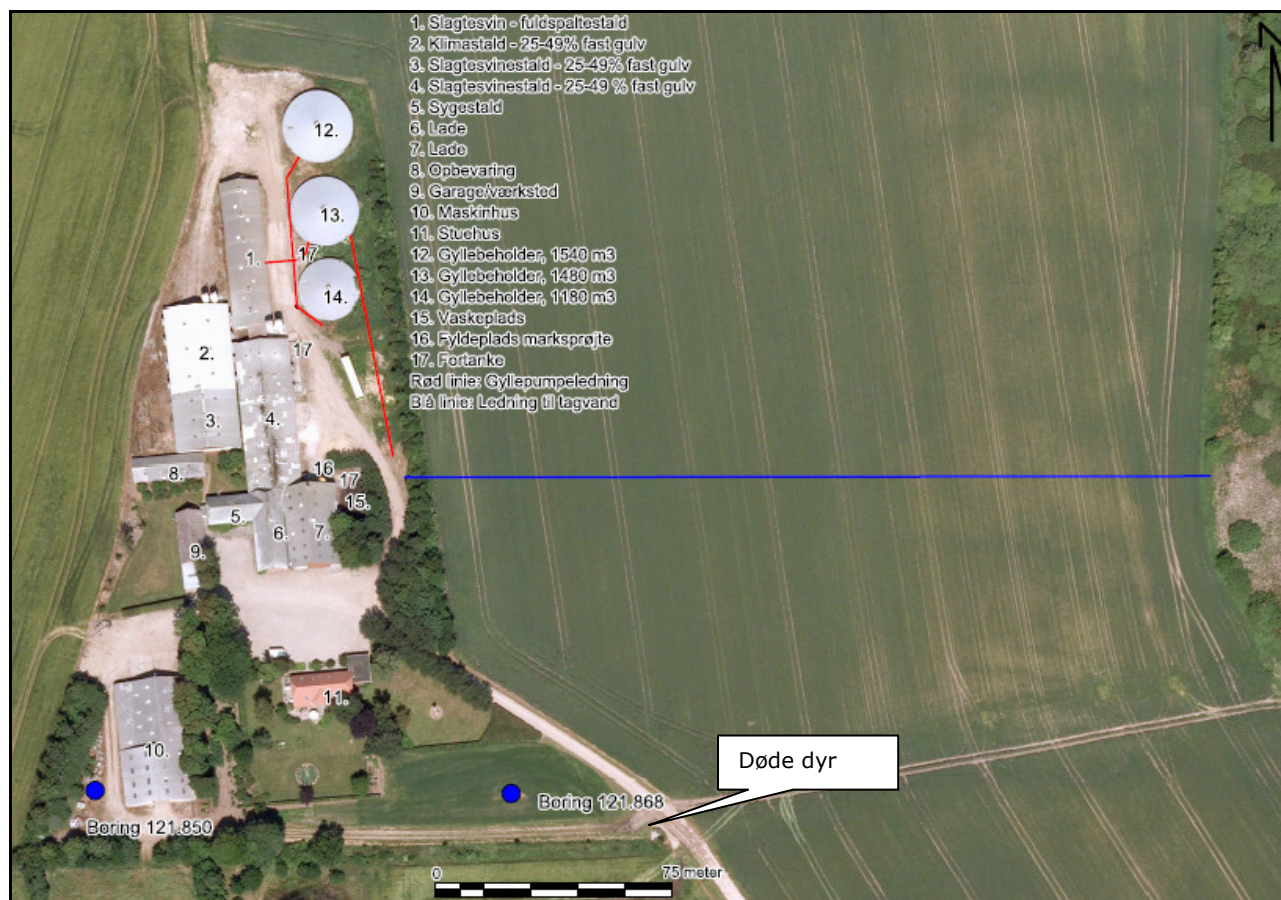 1. Slagtesvin - fuldspaltestald
2. Klimastald - 25-49% fast gulv
3. Slagtesvinestald - 25-49% fast gulv
4. Slagtesvinestald - 25-49 % fast gulv
5. Sygestald
6. Lade
7. Lade
8. Opbevaring
9. Garage/værksted
10. Maskinhus
11. Stuehus
12. Gyllebeholder, 1540 m3
13. Gyllebeholder, 1480 m3
14. Gyllebeholder, 1180 m3
15. Vaskeplads
16. Fyldeplads marksprøjte
17. Fortanke
Rød linie: Gyllepumpeledning
Blå linie: Ledning til tagvand
12.
13.
17
1.
14.
2.
17
3.
4.
8.
16
17
15.
5.
6.
7.
9.
11.
10.
Døde dyr
Boring 121.868
Boring 121.850
0
75 meter